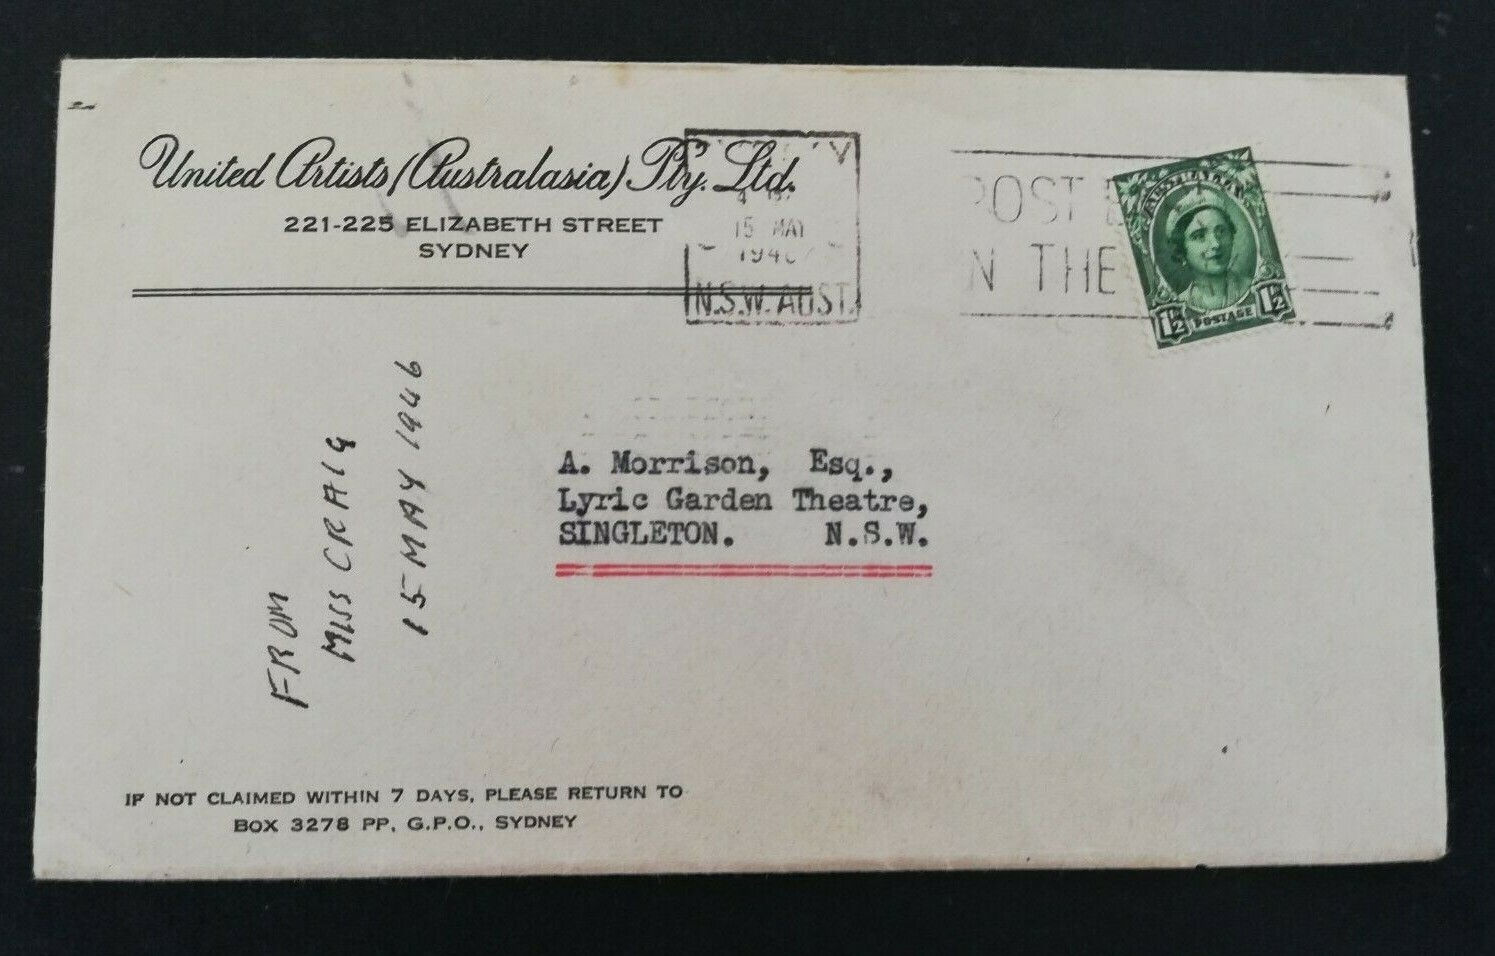 United Artists (Australasia) Pty. Ltd.
221-225 ELIZABETH STREET
SYDNEY
15 MAY
N.S.W. AUST.
POST
THE
1½ POSTAGE 1½
A. Morrison, Esq.,
Lyric Garden Theatre,
SINGLETON. N.S.W.
FROM
MISS CRAIG
15 MAY 1946
IF NOT CLAIMED WITHIN 7 DAYS, PLEASE RETURN TO
BOX 3278 PP, G.P.O., SYDNEY